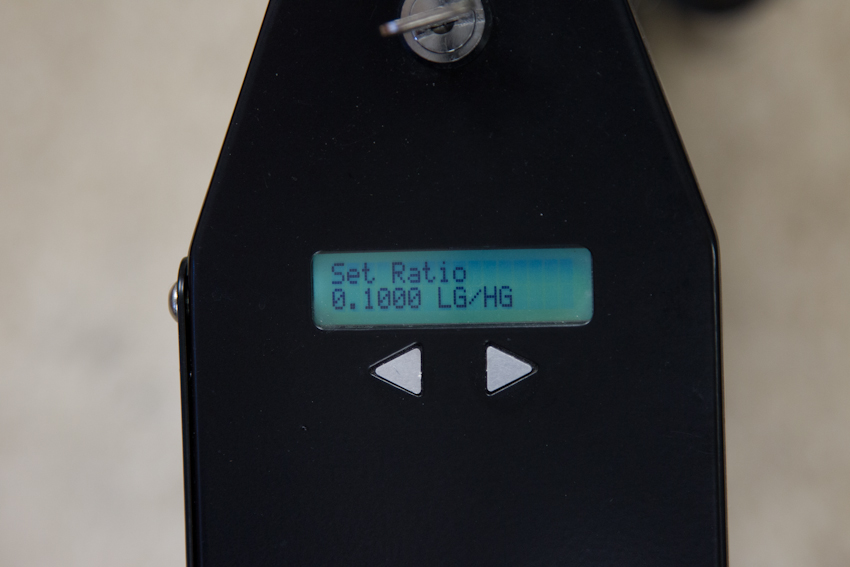 Set Ratio
0.1000 LG/HG